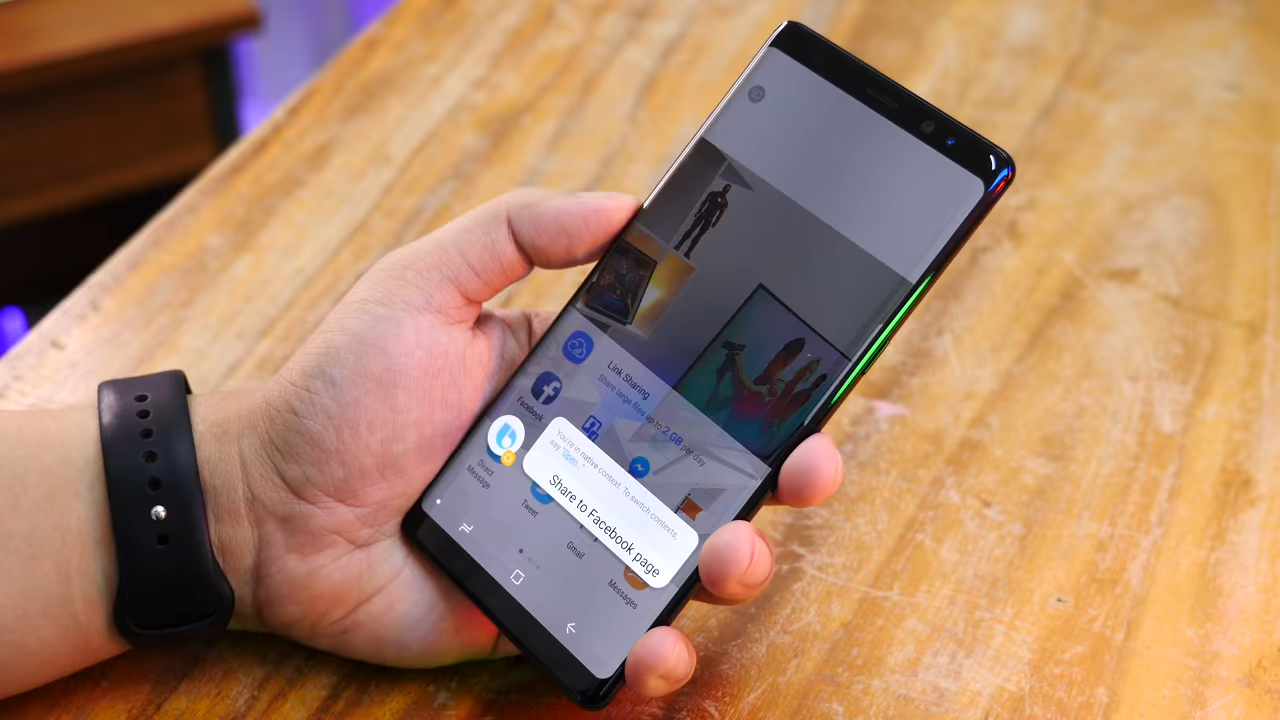 Link Sharing
Share large files up to 2 GB per day.
Facebook
You're in native context. To switch contexts,
say "Open
Share to Facebook page
Direct
Message
Tweet
Gmail
Messages